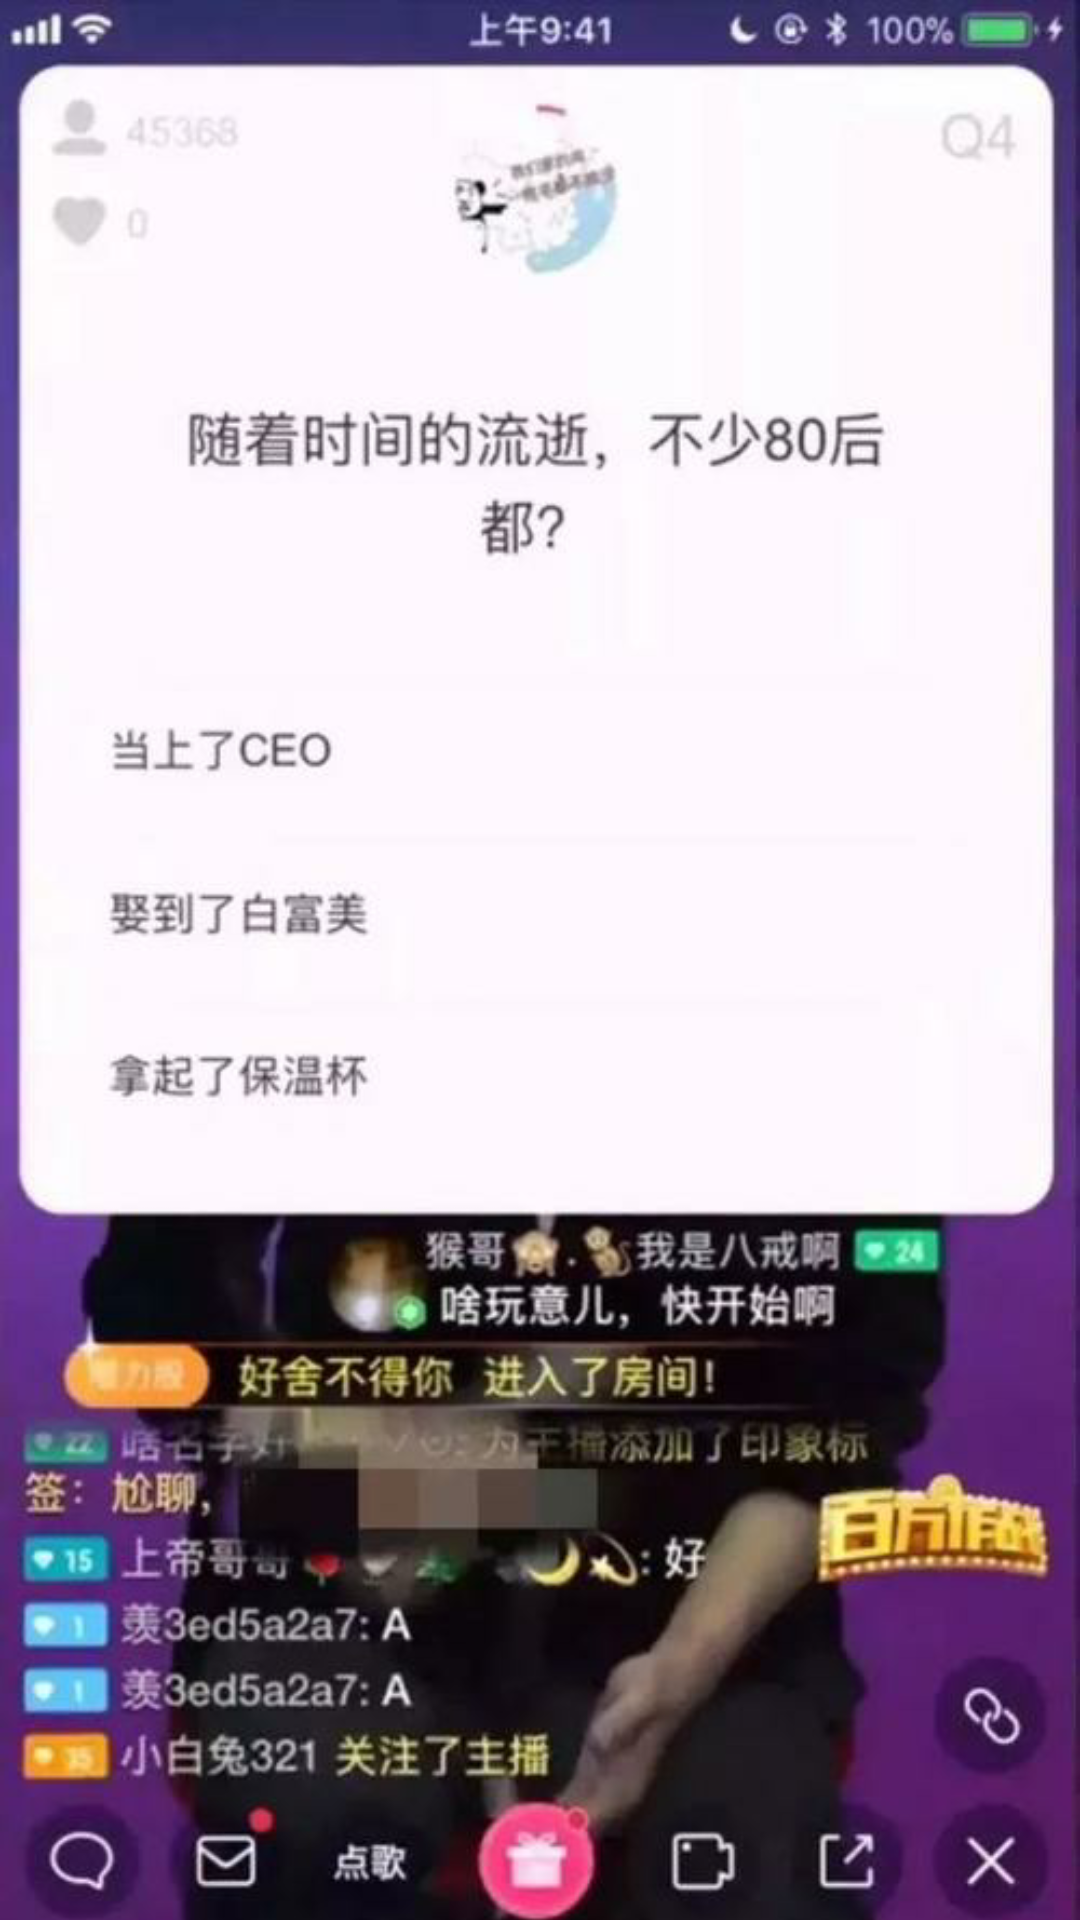 上午9:41
100%
45368
Q4
0
随着时间的流逝，不少80后
都？
当上了CEO
娶到了白富美
拿起了保温杯
猴哥🙈.🐒我是八戒啊 24
啥玩意儿，快开始啊
好舍不得你 进入了房间！
22 啥名字好 为主播添加了印象标
签：尬聊，
百万作战
15 上帝哥哥🌹 🌙💫: 好
1 羡3ed5a2a7: A
1 羡3ed5a2a7: A
35 小白兔321 关注了主播
点歌